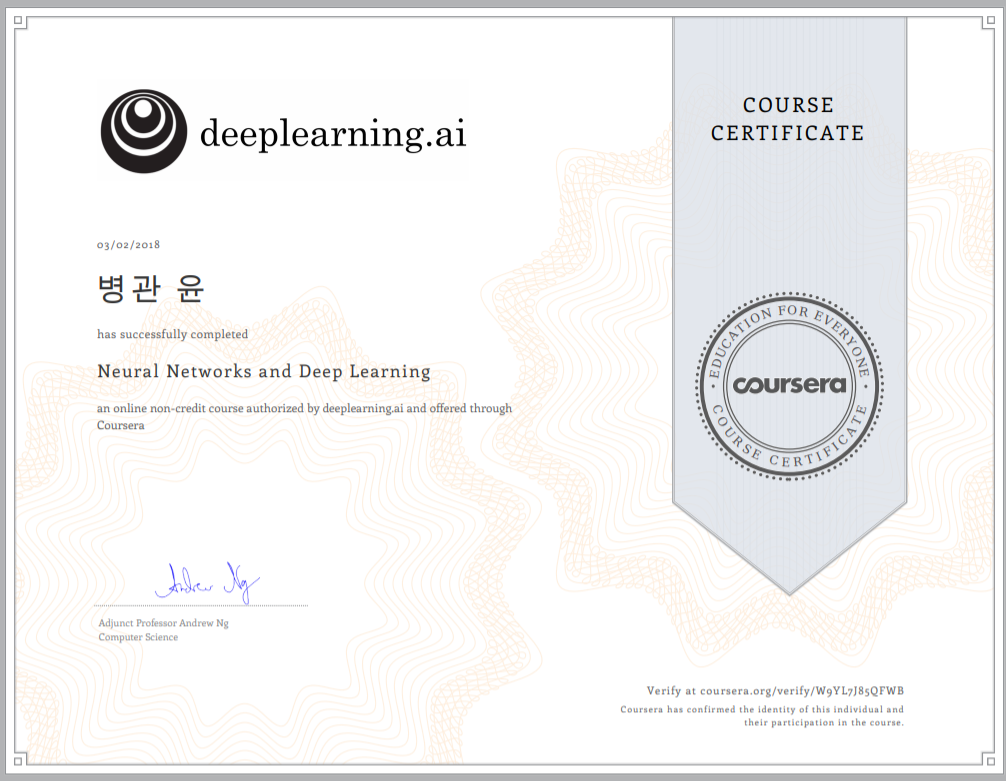 deeplearning.ai
COURSE
CERTIFICATE
03/02/2018
병관 윤
has successfully completed
Neural Networks and Deep Learning
an online non-credit course authorized by deeplearning.ai and offered through
Coursera
EDUCATION FOR EVERYONE
coursera
COURSE CERTIFICATE
Andrew Ng
Adjunct Professor Andrew Ng
Computer Science
Verify at coursera.org/verify/W9YL7J85QFWB
Coursera has confirmed the identity of this individual and
their participation in the course.